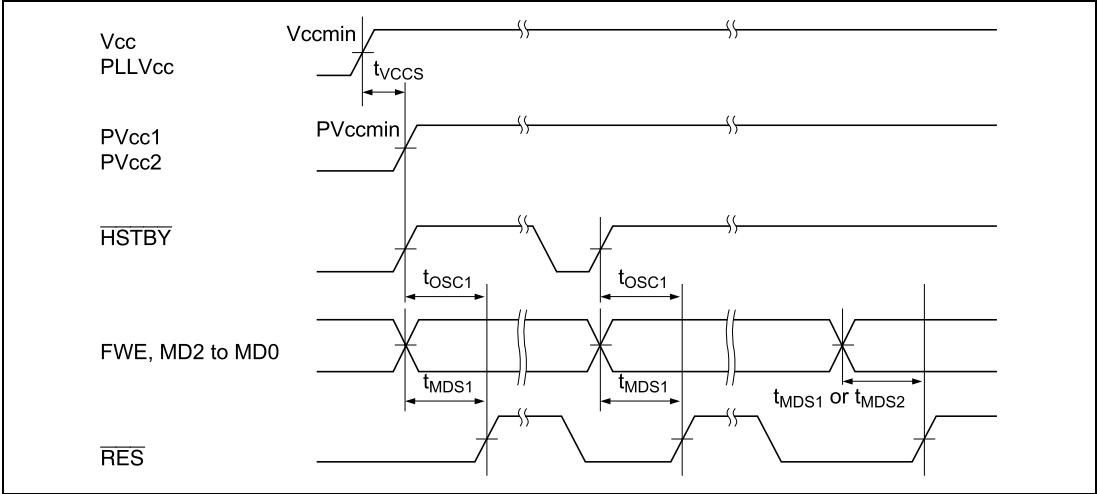 Vcc
PLLVcc
Vccmin
tVCCS
PVcc1
PVcc2
PVccmin
HSTBY
tOSC1
tOSC1
FWE, MD2 to MD0
tMDS1
tMDS1
tMDS1 or tMDS2
RES